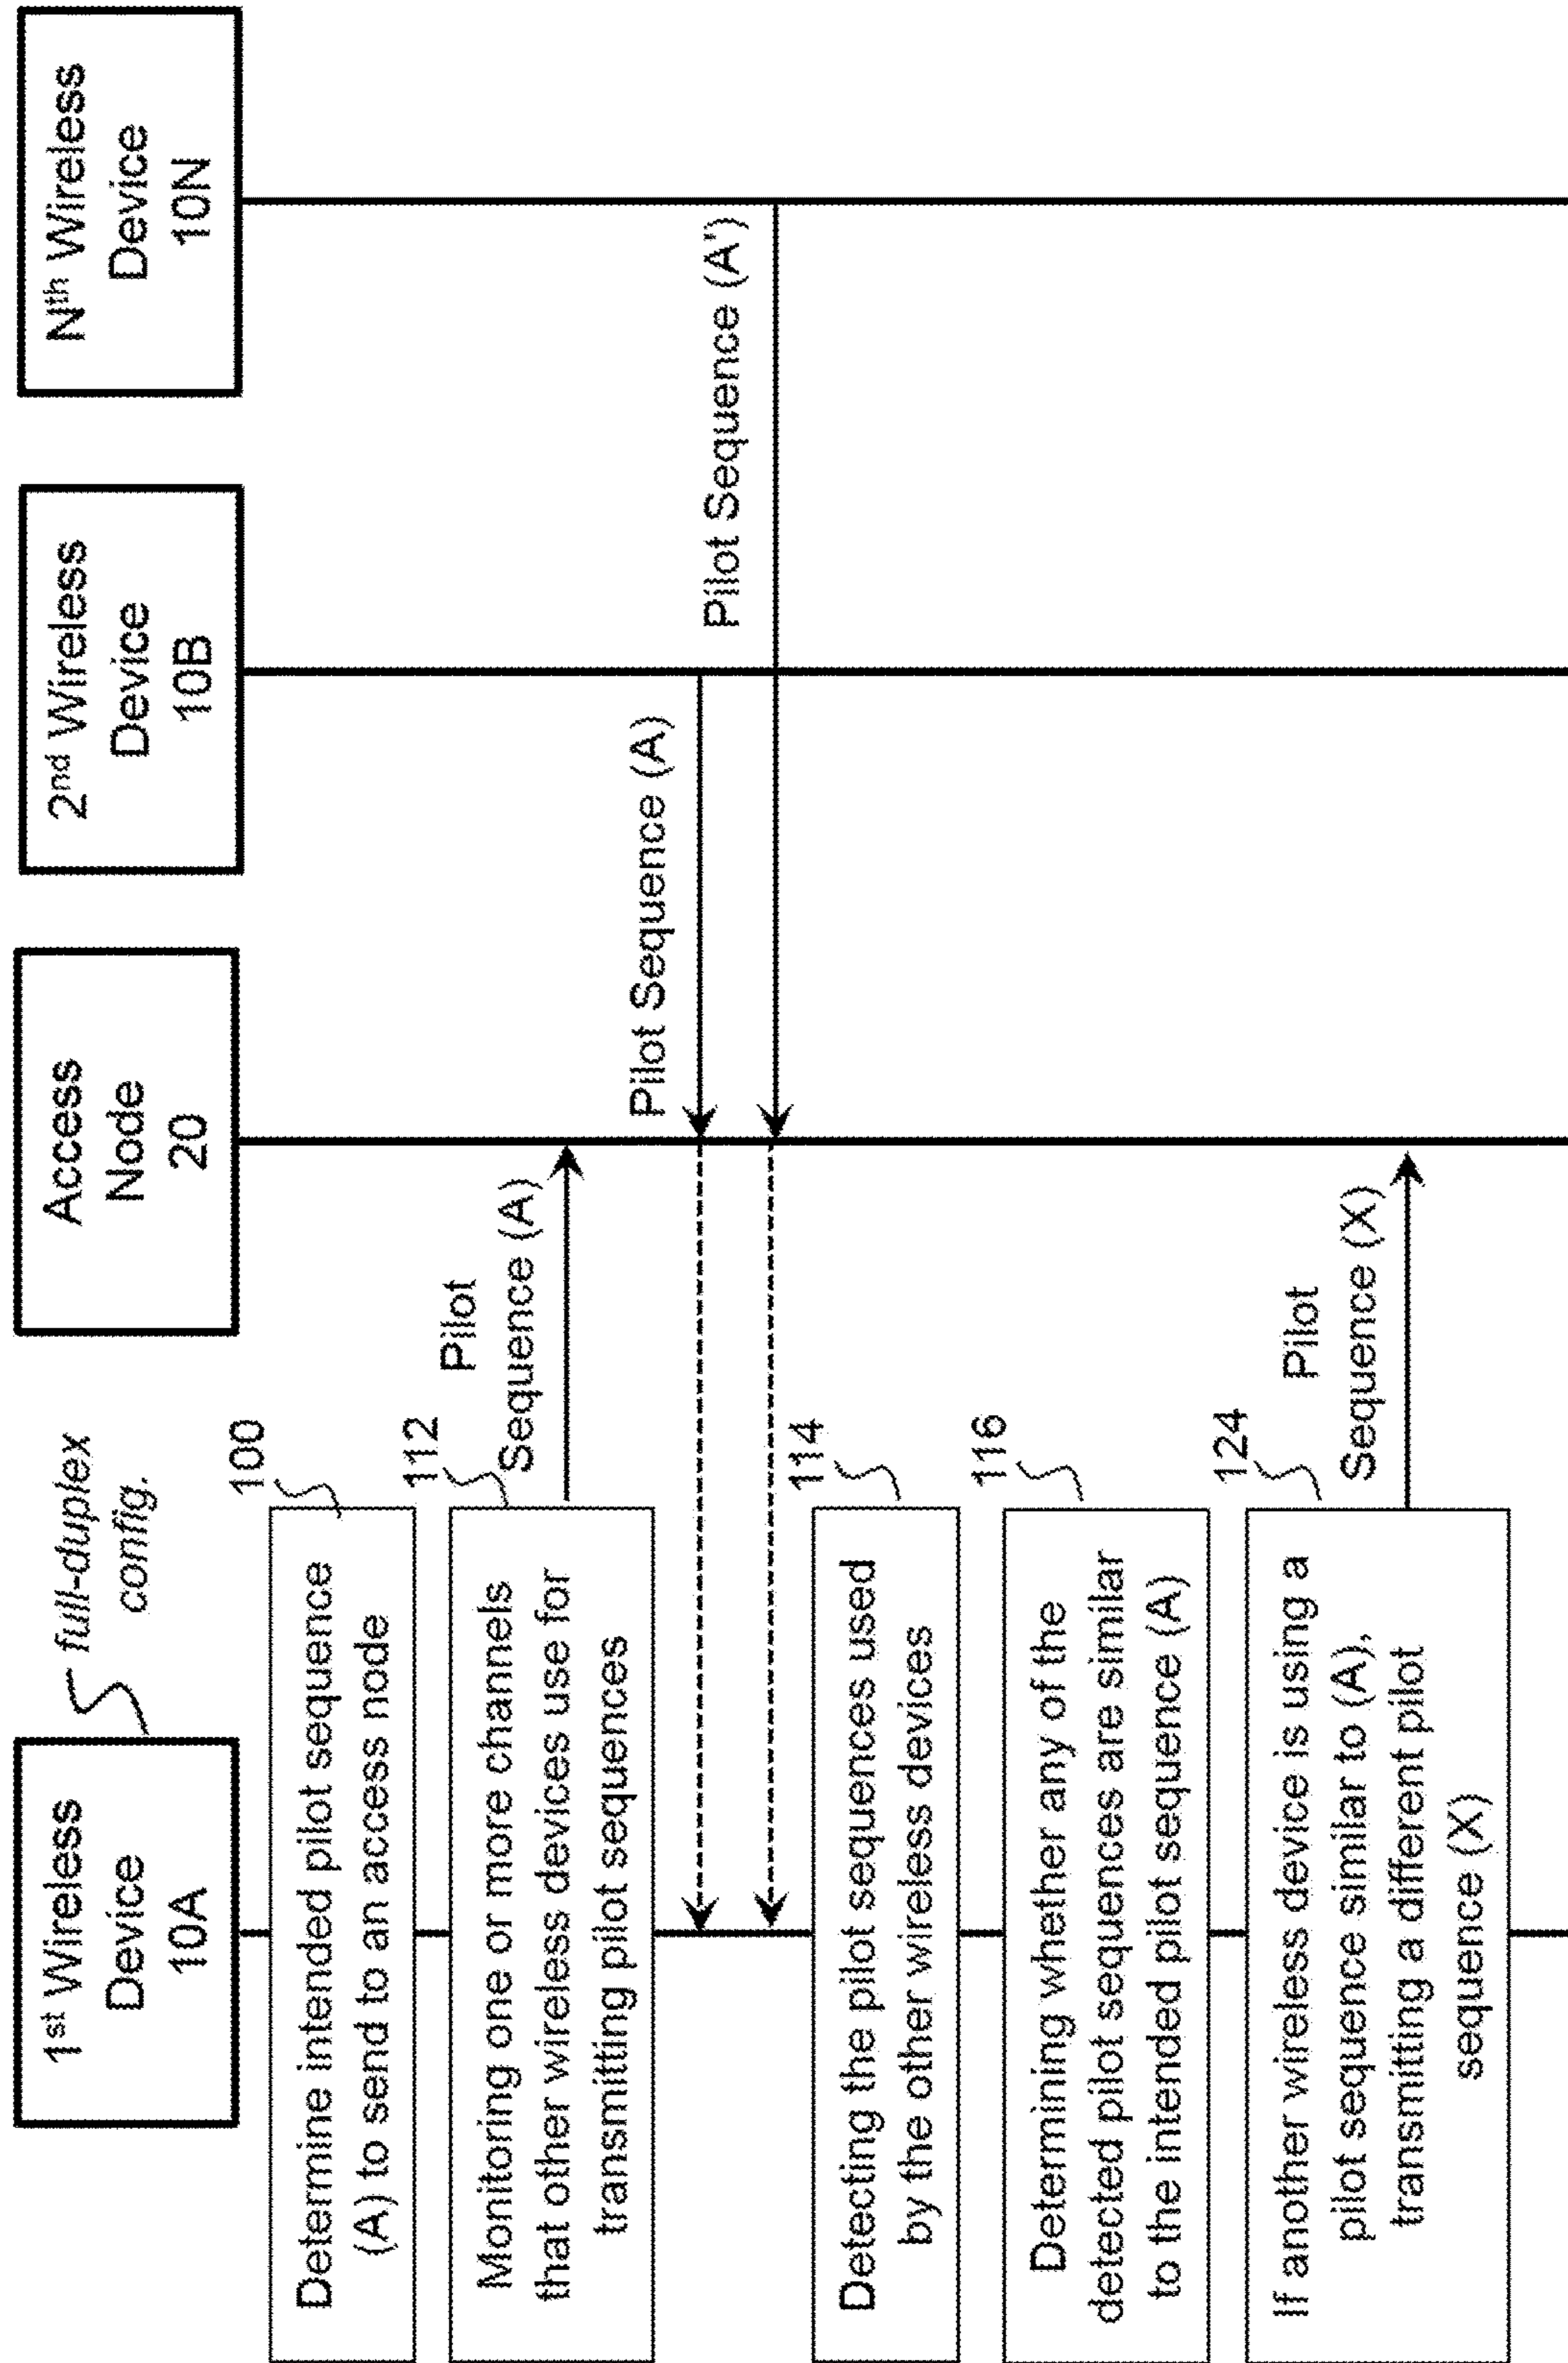 1st Wireless
Device
10A
full-duplex
config.
Access
Node
20
2nd Wireless
Device
10B
Nth Wireless
Device
10N
100
Determine intended pilot sequence
(A) to send to an access node
112
Monitoring one or more channels
that other wireless devices use for
transmitting pilot sequences
Pilot
Sequence (A)
Pilot Sequence (A)
Pilot Sequence (A')
114
Detecting the pilot sequences used
by the other wireless devices
116
Determining whether any of the
detected pilot sequences are similar
to the intended pilot sequence (A)
124
If another wireless device is using a
pilot sequence similar to (A),
transmitting a different pilot
sequence (X)
Pilot
Sequence (X)